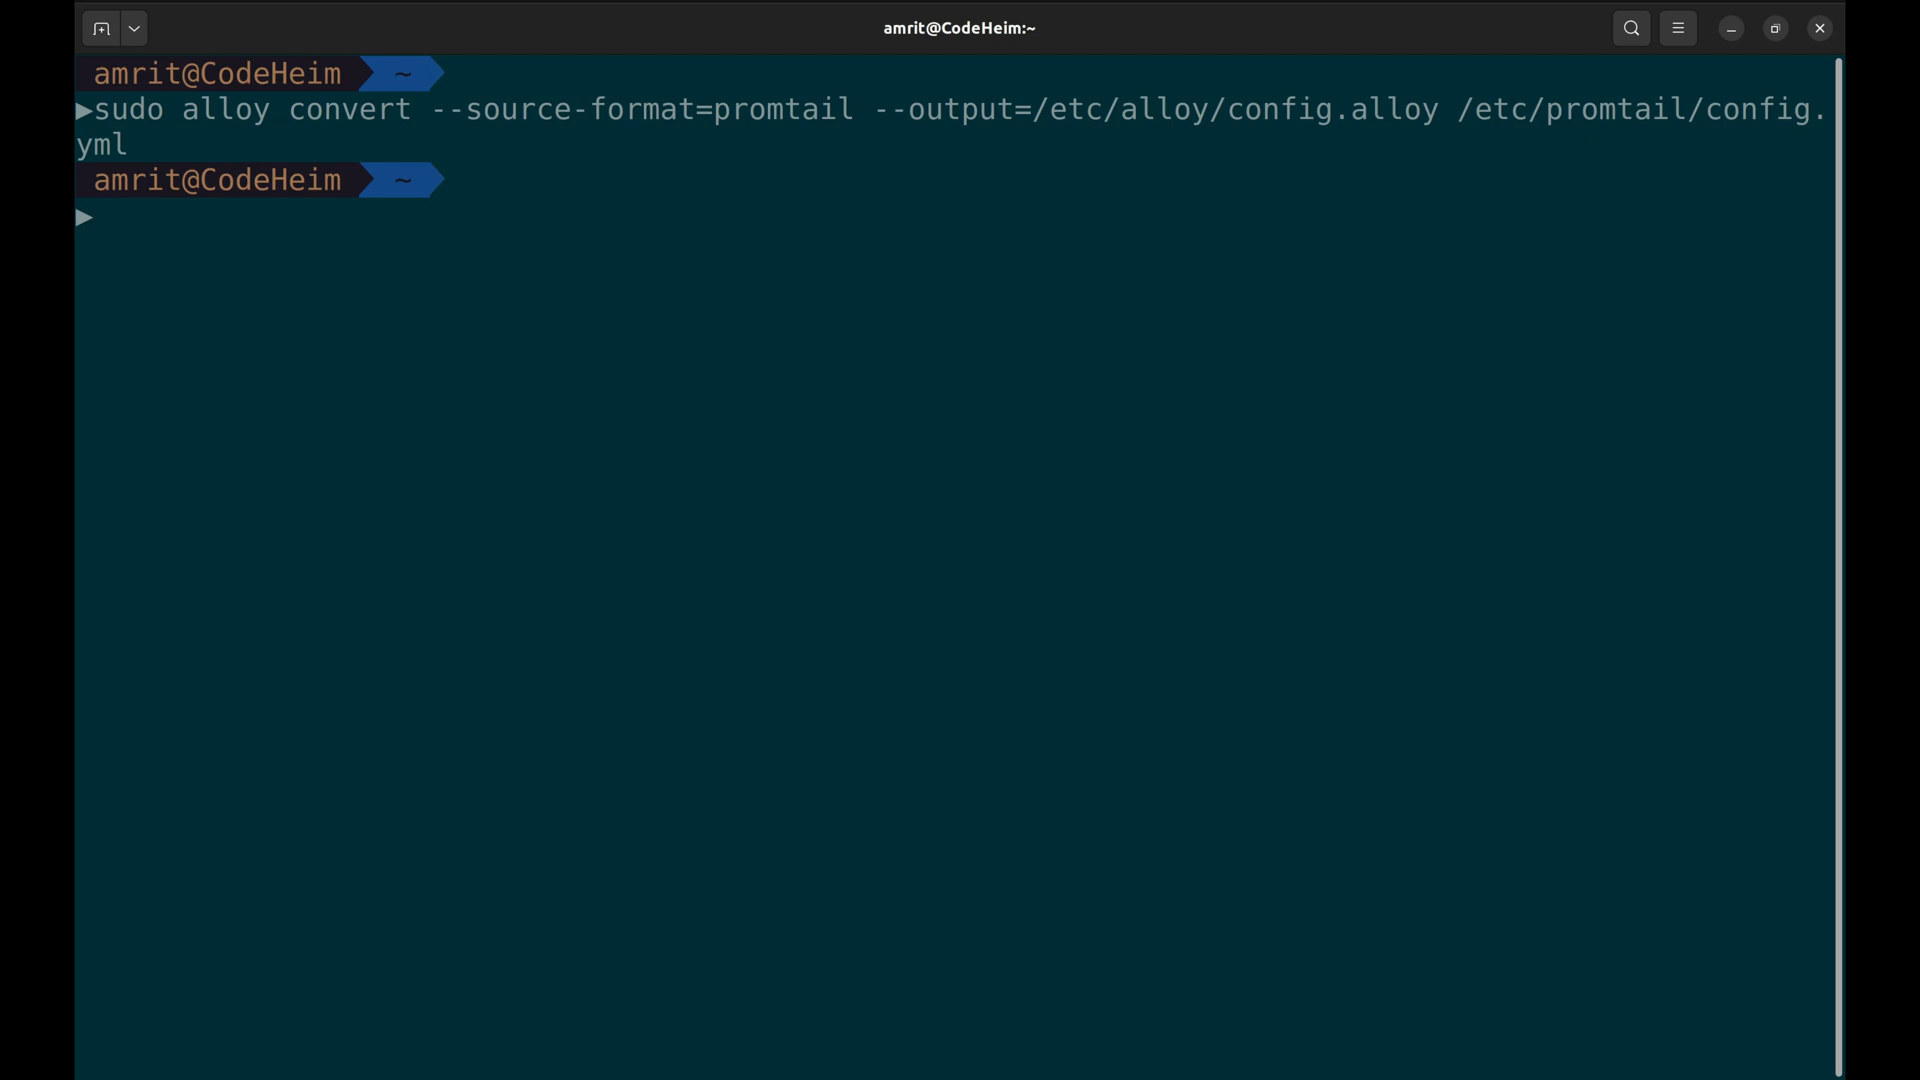 amrit@CodeHeim:~
amrit@CodeHeim ~
▶sudo alloy convert --source-format=promtail --output=/etc/alloy/config.alloy /etc/promtail/config.
yml
amrit@CodeHeim ~
▶